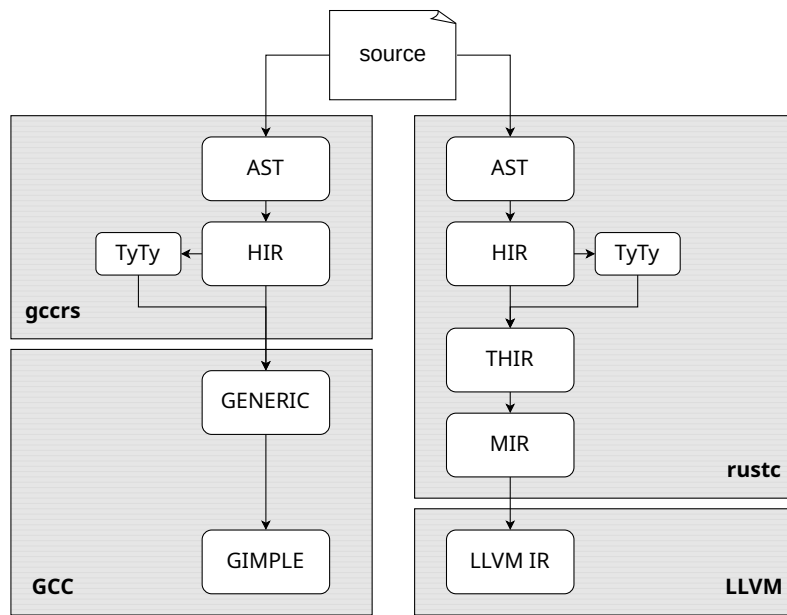 source
AST
HIR
TyTy
gccrs
GENERIC
GIMPLE
GCC
AST
HIR
TyTy
THIR
MIR
rustc
LLVM IR
LLVM